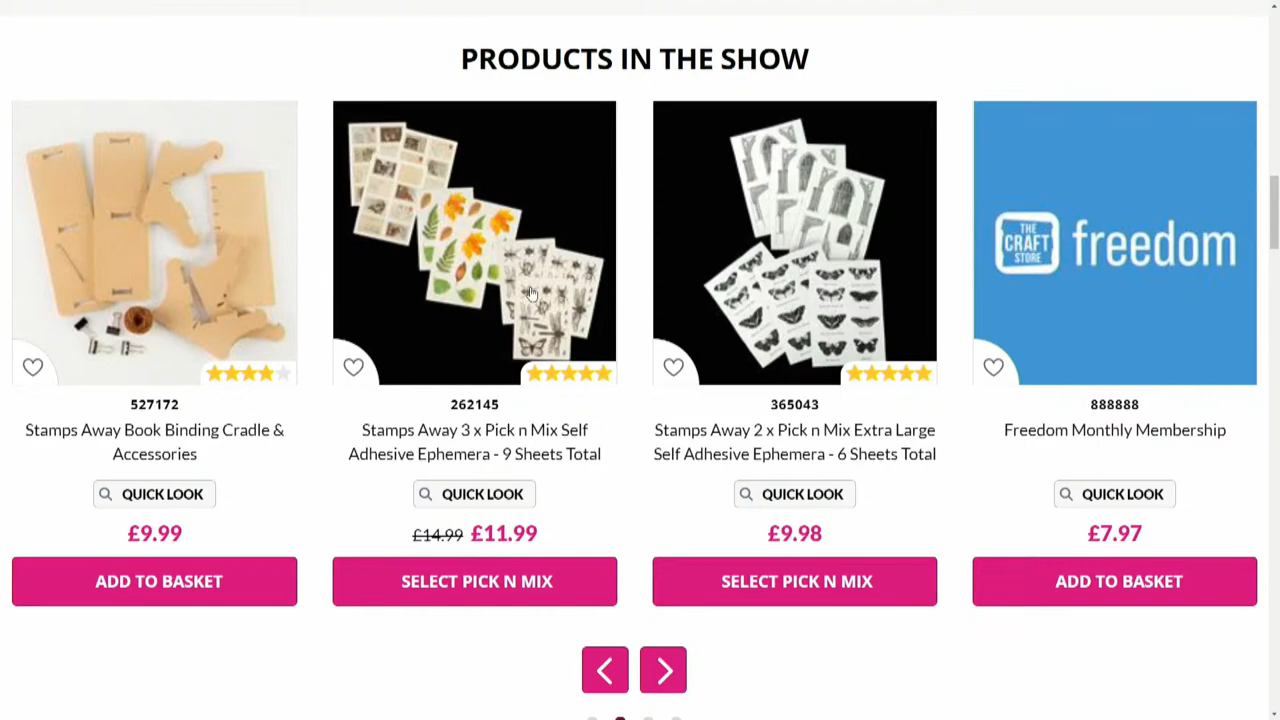 PRODUCTS IN THE SHOW
THE
CRAFT
STORE
freedom
527172
Stamps Away Book Binding Cradle &
Accessories
QUICK LOOK
£9.99
ADD TO BASKET
262145
Stamps Away 3 x Pick n Mix Self
Adhesive Ephemera - 9 Sheets Total
QUICK LOOK
£14.99 £11.99
SELECT PICK N MIX
365043
Stamps Away 2 x Pick n Mix Extra Large
Self Adhesive Ephemera - 6 Sheets Total
QUICK LOOK
£9.98
SELECT PICK N MIX
888888
Freedom Monthly Membership
QUICK LOOK
£7.97
ADD TO BASKET